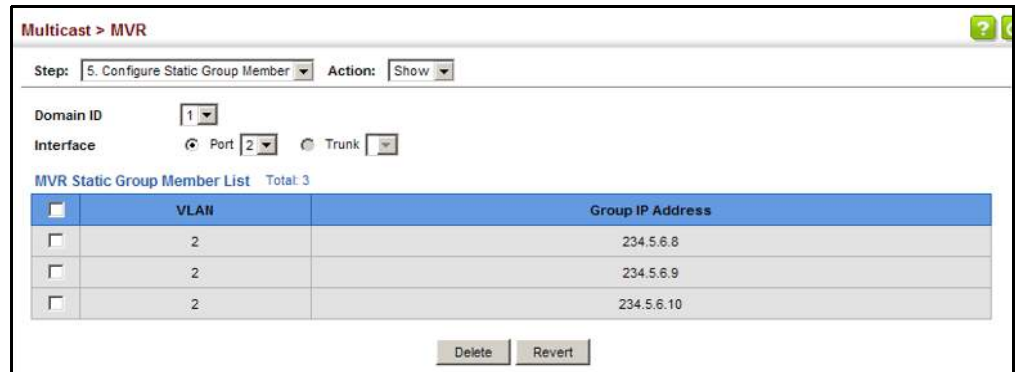 Multicast > MVR
?
Step: 5. Configure Static Group Member Action: Show
Domain ID 1
Interface Port 2 Trunk
MVR Static Group Member List Total: 3
VLAN Group IP Address
2 234.5.6.8
2 234.5.6.9
2 234.5.6.10
Delete Revert